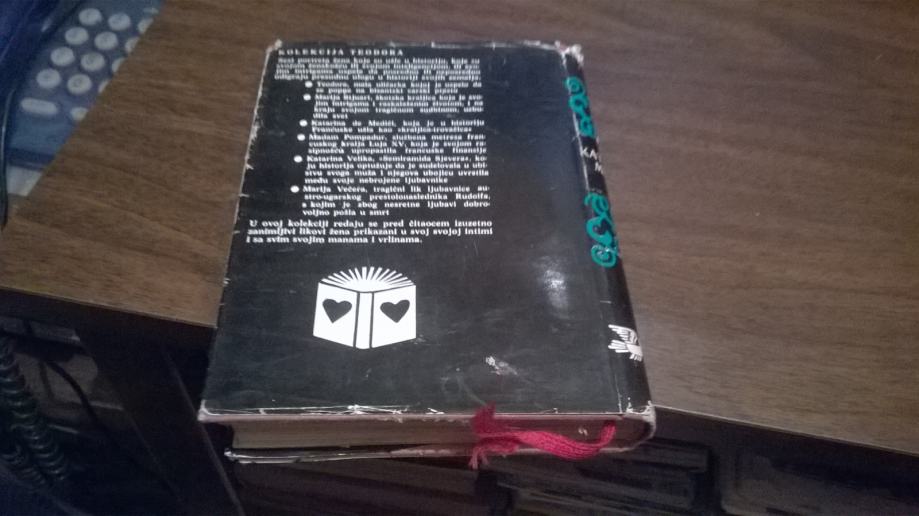 KOLEKCIJA TEODORA
Šest portreta žena koje su ušle u historiju, koje su
svojom ženskošću ili svojom inteligencijom, ili svo-
jim intrigama uspele da posredno ili neposredno
odigraju presudnu ulogu u historiji svojih zemalja.
Teodora, mala uličarka kojoj je uspelo da
se popne na bizantski carski prijesto
Marija Stjuart, škotska kraljica koja je svo-
jim intrigama i raskalašenim životom, i na
kraju svojom tragičnom sudbinom, uzbu-
dila svet
Katarina de Mediči, koja je u historiju
Francuske ušla kao «kraljica-trovačica»
Madam Pompadur, službena metresa fran-
cuskog kralja Luja XV, koja je svojom ra-
sipnošću upropastila francuske finansije
Katarina Velika, «Semiramida Sjevera», ko-
ju historija optužuje da je sudelovala u ubi-
stvu svoga muža i njegova ubojicu uvrstila
među svoje nebrojene ljubavnike
Marija Večera, tragični lik ljubavnice au-
stro-ugarskog prestolonaslednika Rudolfa,
s kojim je zbog nesretne ljubavi dobro-
voljno pošla u smrt
U ovoj kolekciji redaju se pred čitaocem izuzetno
zanimljivi likovi žena prikazani u svoj svojoj intimi
i sa svim svojim manama i vrlinama.